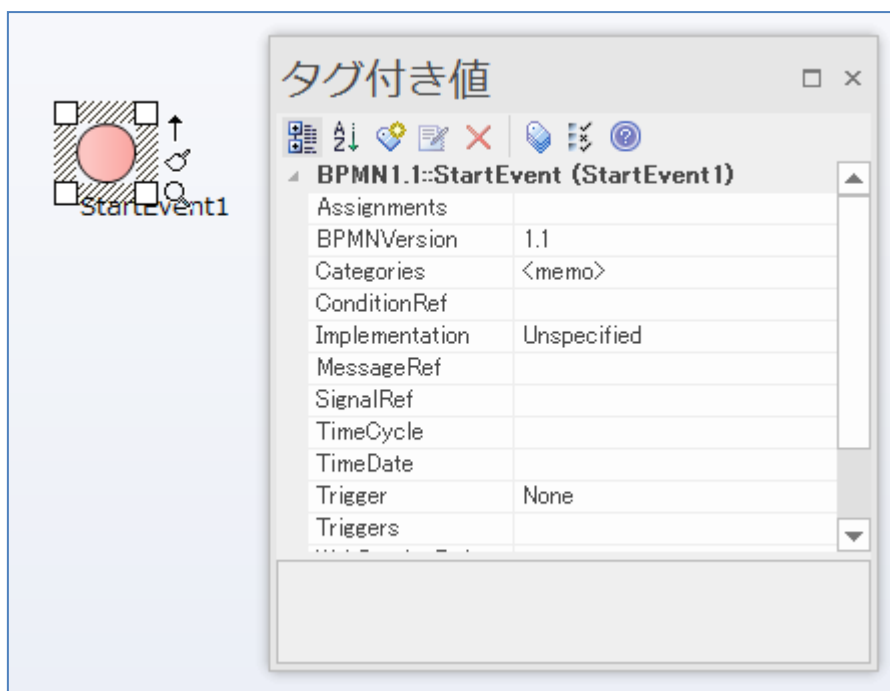 タグ付き値
BPMN1.1::StartEvent (StartEvent1)
StartEvent1
Assignments
BPMNVersion 1.1
Categories <memo>
ConditionRef
Implementation Unspecified
MessageRef
SignalRef
TimeCycle
TimeDate
Trigger None
Triggers